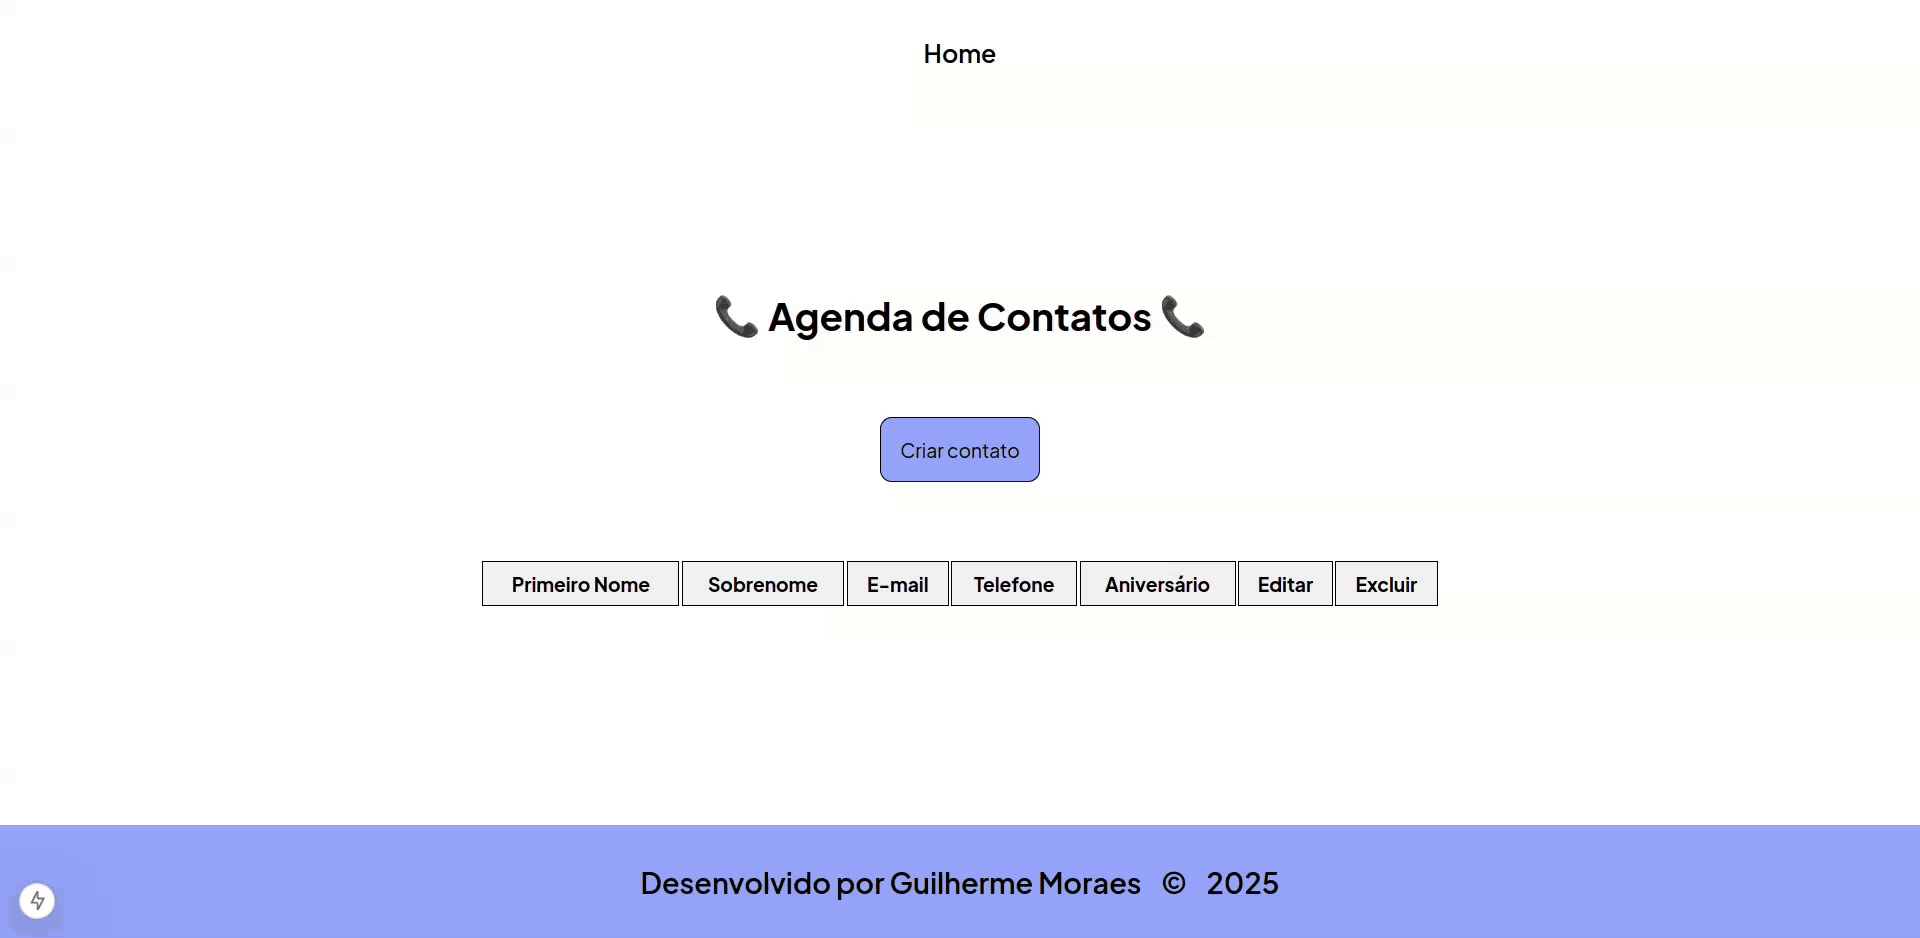 Home
📞 Agenda de Contatos 📞
Criar contato
Primeiro Nome Sobrenome E-mail Telefone Aniversário Editar Excluir
Desenvolvido por Guilherme Moraes © 2025